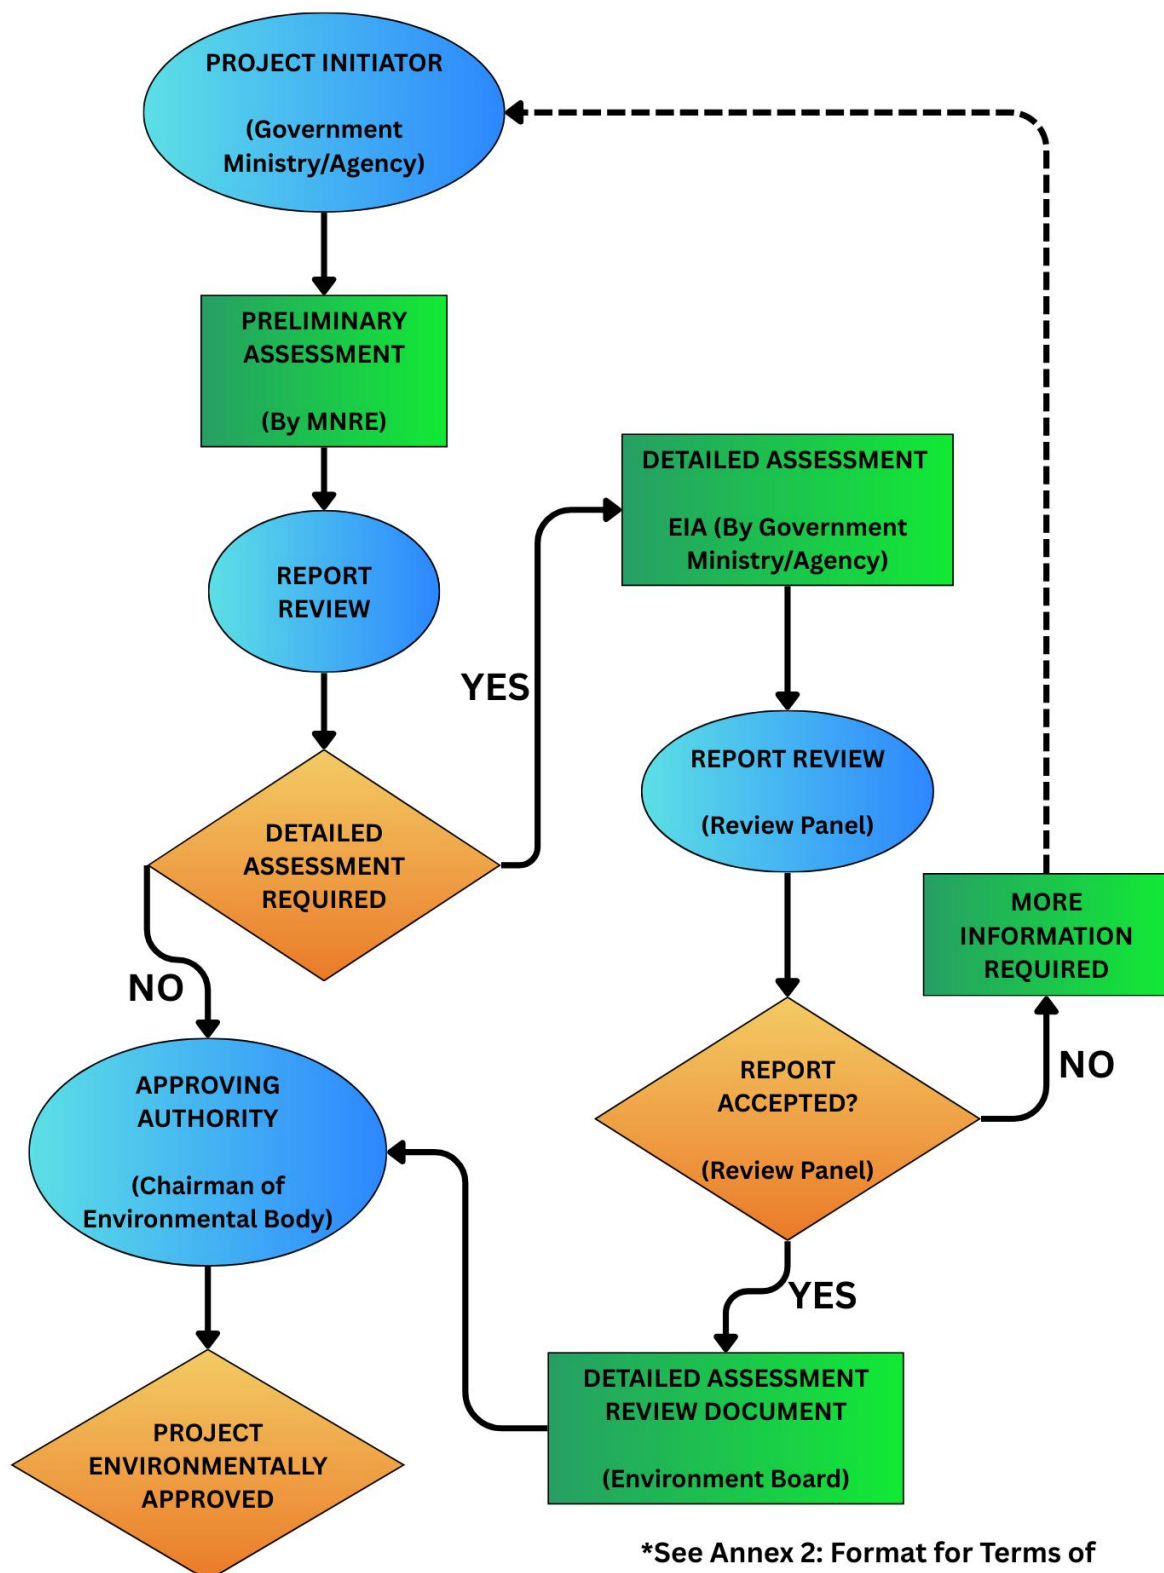 PROJECT INITIATOR
(Government
Ministry/Agency)
PRELIMINARY
ASSESSMENT
(By MNRE)
REPORT
REVIEW
DETAILED
ASSESSMENT
REQUIRED
YES
NO
DETAILED ASSESSMENT
EIA (By Government
Ministry/Agency)
REPORT REVIEW
(Review Panel)
REPORT
ACCEPTED?
(Review Panel)
NO
MORE
INFORMATION
REQUIRED
YES
DETAILED ASSESSMENT
REVIEW DOCUMENT
(Environment Board)
APPROVING
AUTHORITY
(Chairman of
Environmental Body)
PROJECT
ENVIRONMENTALLY
APPROVED
*See Annex 2: Format for Terms of